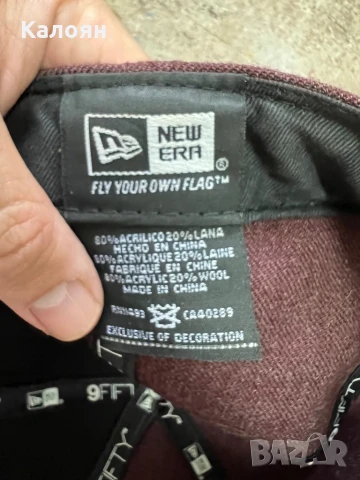 Калоян
NEW
ERA®
FLY YOUR OWN FLAG™
80%ACRILICO 20%LANA
HECHO EN CHINA
80%ACRYLIQUE 20%LAINE
FABRIQUE EN CHINE
80%ACRYLIC 20%WOOL
MADE IN CHINA
RN11493 CA40289
EXCLUSIVE OF DECORATION
9FIFTY
BAZAR